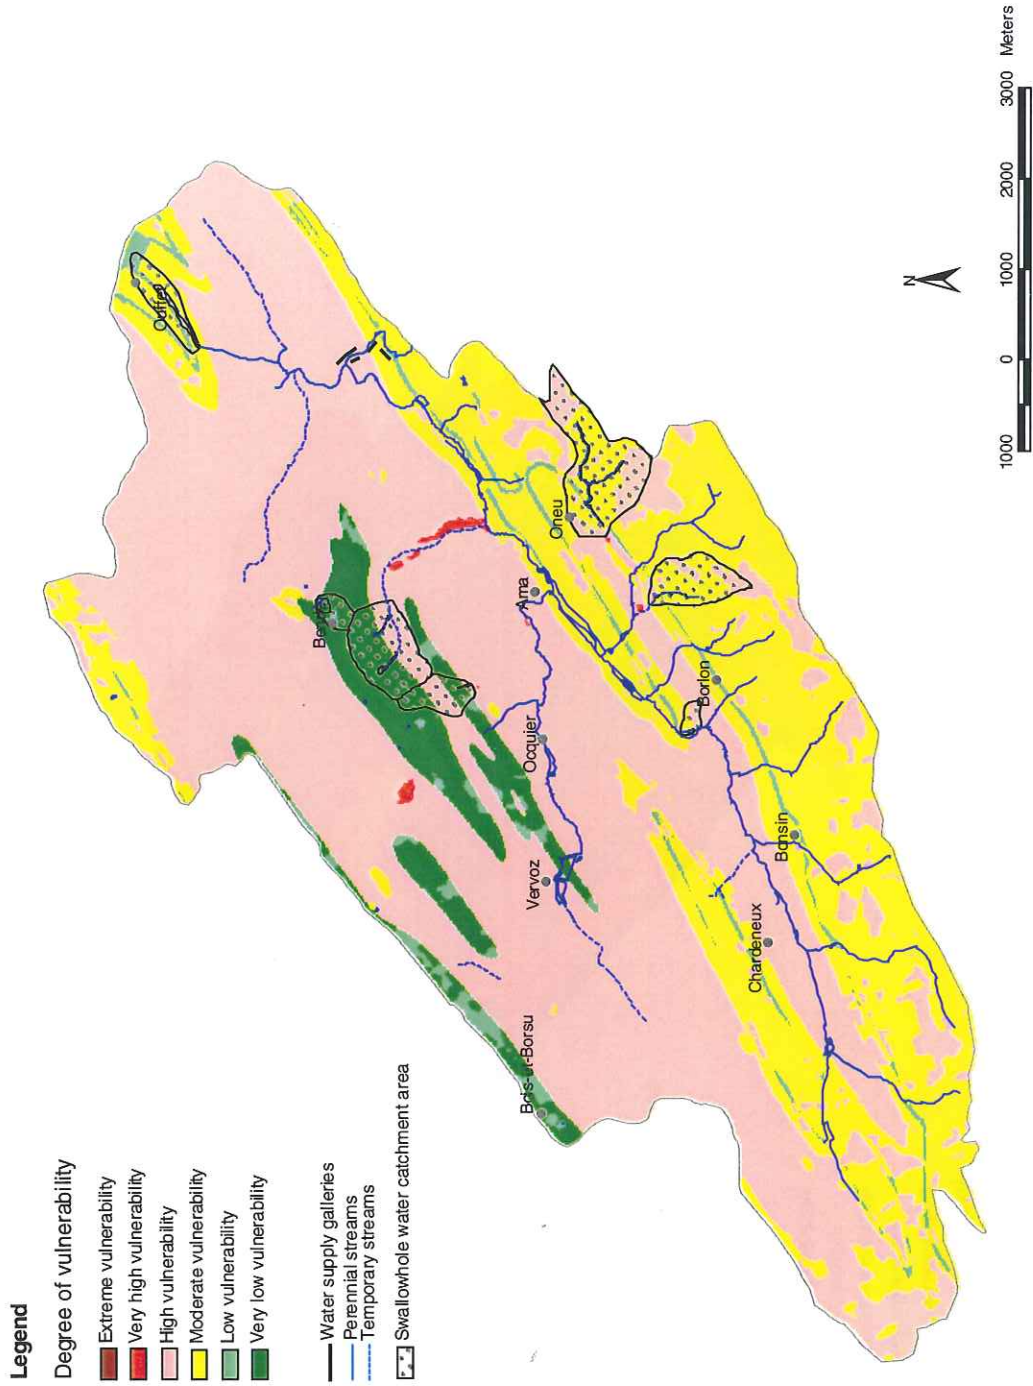 Legend
Degree of vulnerability
Extreme vulnerability
Very high vulnerability
High vulnerability
Moderate vulnerability
Low vulnerability
Very low vulnerability
Water supply galleries
Perennial streams
Temporary streams
Swallowhole water catchment area
Ouffet
Ama
Oneu
Ocquier
Borlon
Vervoz
Bonsin
Chardeneux
Bois-et-Borsu
N
1000 0 1000 2000 3000 Meters